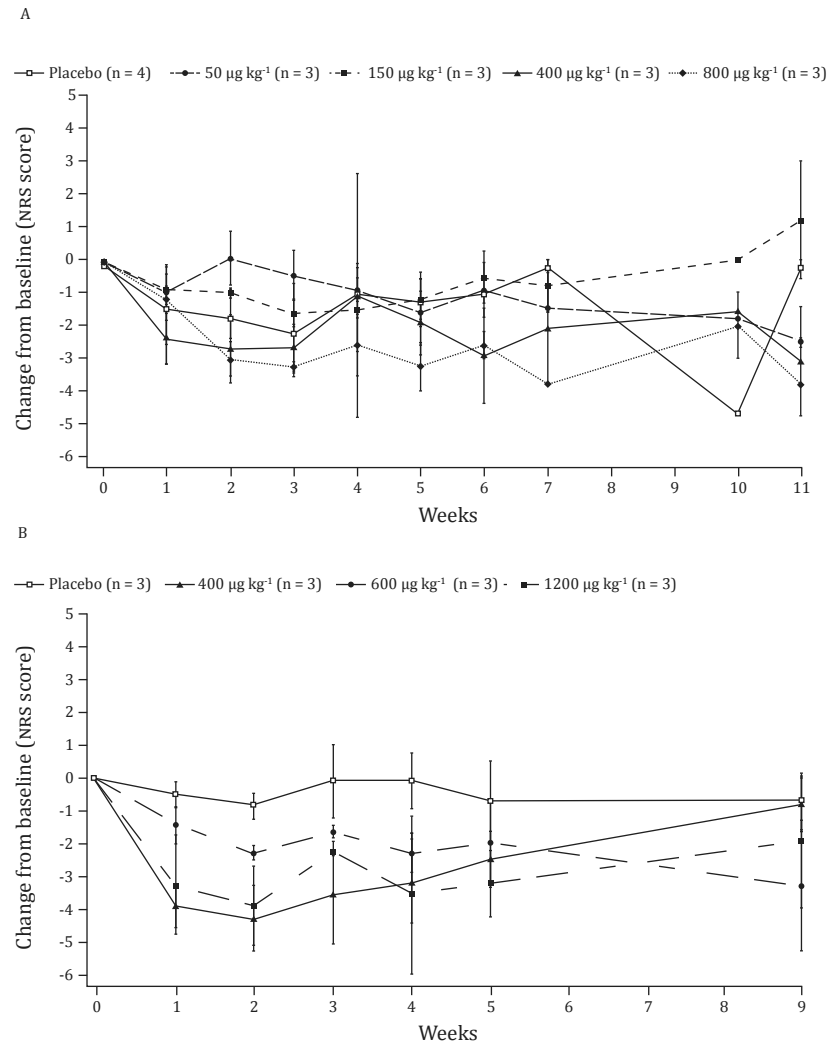 A
Placebo (n = 4) 50 µg kg⁻¹ (n = 3) 150 µg kg⁻¹ (n = 3) 400 µg kg⁻¹ (n = 3) 800 µg kg⁻¹ (n = 3)
5
4
3
2
1
0
-1
-2
-3
-4
-5
-6
Change from baseline (NRS score)
0 1 2 3 4 5 6 7 8 9 10 11
Weeks
B
Placebo (n = 3) 400 µg kg⁻¹ (n = 3) 600 µg kg⁻¹ (n = 3) - 1200 µg kg⁻¹ (n = 3)
5
4
3
2
1
0
-1
-2
-3
-4
-5
-6
Change from baseline (NRS score)
0 1 2 3 4 5 6 7 8 9
Weeks